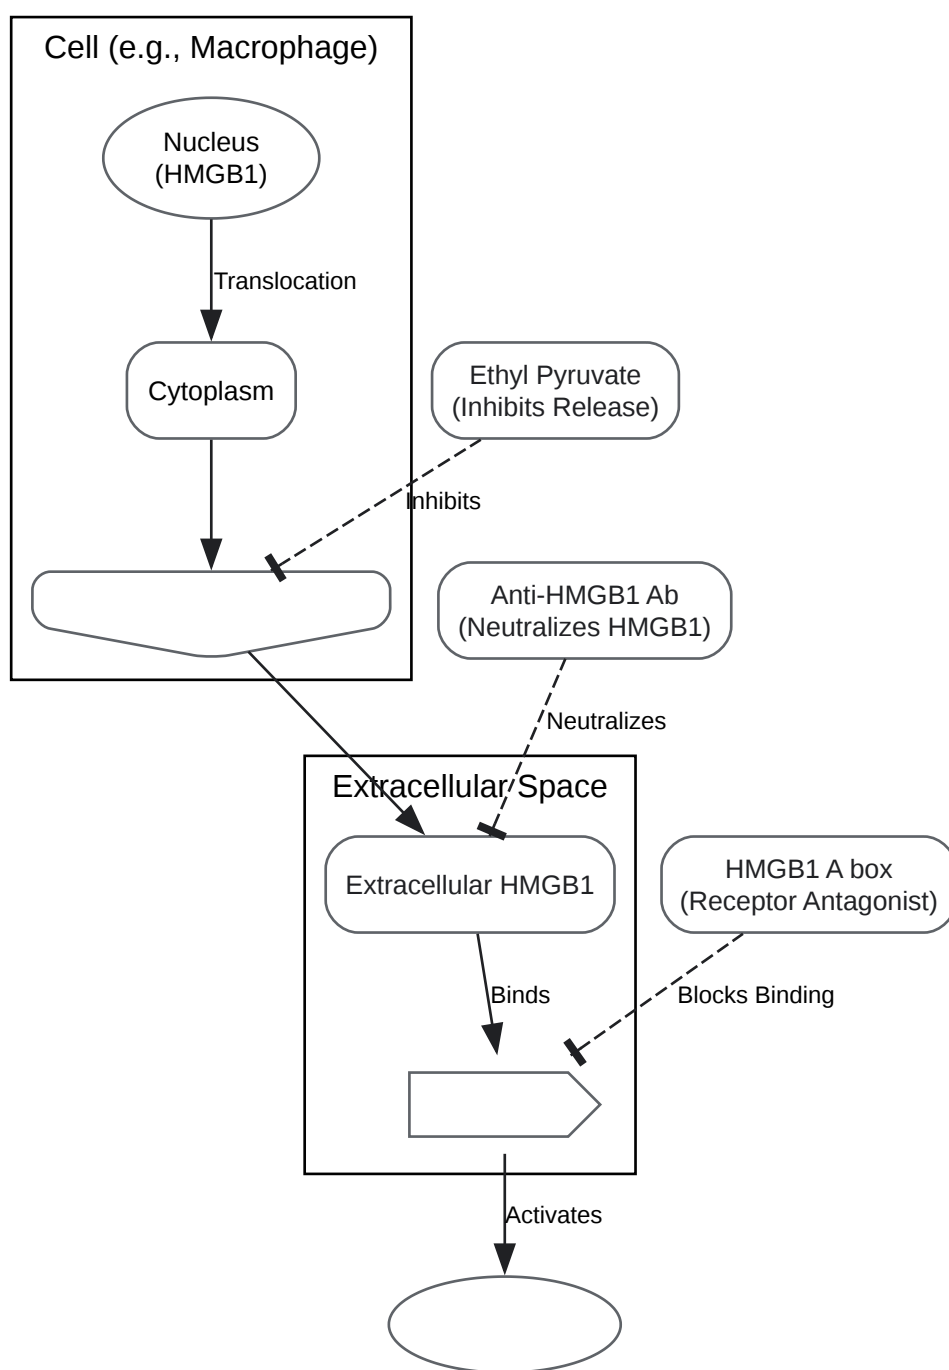 Cell (e.g., Macrophage)
Nucleus
(HMGB1)
Translocation
Cytoplasm
Ethyl Pyruvate
(Inhibits Release)
Inhibits
Anti-HMGB1 Ab
(Neutralizes HMGB1)
Neutralizes
Extracellular Space
Extracellular HMGB1
HMGB1 A box
(Receptor Antagonist)
Binds
Blocks Binding
Activates